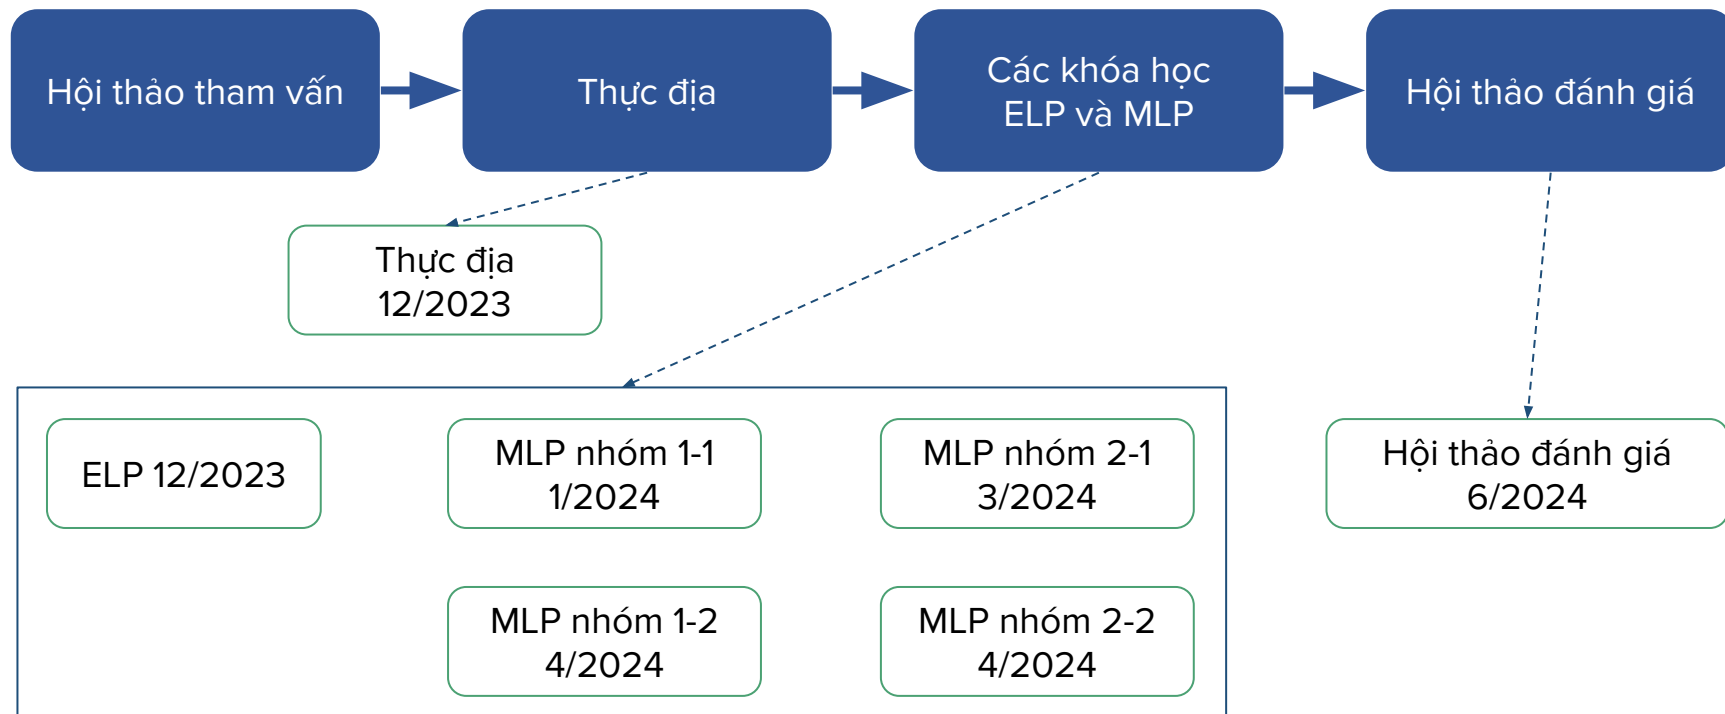 Hội thảo tham vấn
Thực địa
Các khóa học
ELP và MLP
Hội thảo đánh giá
Thực địa
12/2023
ELP 12/2023
MLP nhóm 1-1
1/2024
MLP nhóm 2-1
3/2024
Hội thảo đánh giá
6/2024
MLP nhóm 1-2
4/2024
MLP nhóm 2-2
4/2024